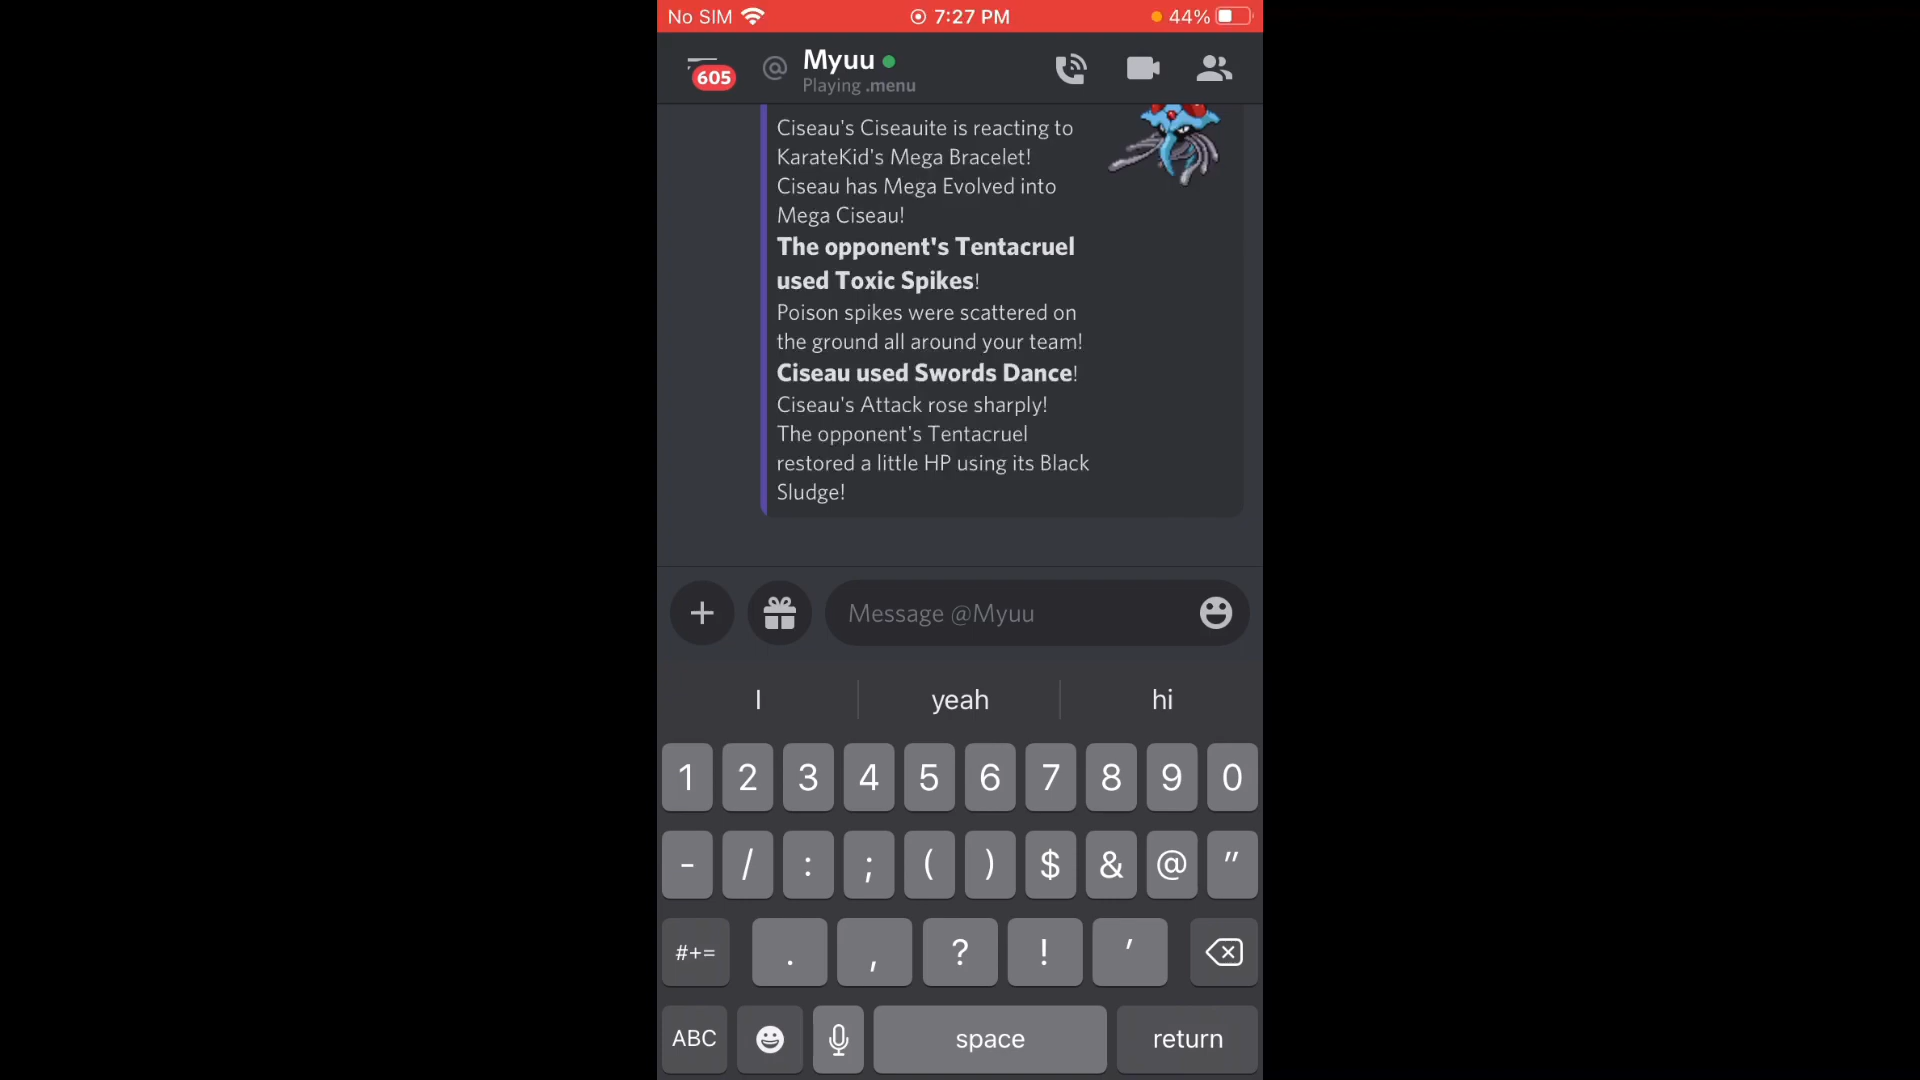 No SIM 7:27 PM 44%
605 Myuu
Playing .menu
Ciseau's Ciseauite is reacting to
KarateKid's Mega Bracelet!
Ciseau has Mega Evolved into
Mega Ciseau!
The opponent's Tentacruel
used Toxic Spikes!
Poison spikes were scattered on
the ground all around your team!
Ciseau used Swords Dance!
Ciseau's Attack rose sharply!
The opponent's Tentacruel
restored a little HP using its Black
Sludge!
Message @Myuu
I yeah hi
1 2 3 4 5 6 7 8 9 0
- / : ; ( ) $ & @ "
#+= . , ? ! '
ABC space return